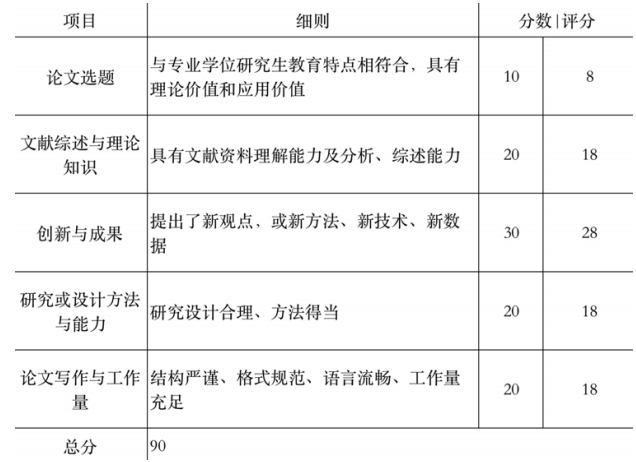 项目 细则 分数|评分
论文选题 与专业学位研究生教育特点相符合，具有
理论价值和应用价值 10 8
文献综述与理论
知识 具有文献资料理解能力及分析、综述能力 20 18
创新与成果 提出了新观点，或新方法、新技术、新数
据 30 28
研究或设计方法
与能力 研究设计合理、方法得当 20 18
论文写作与工作
量 结构严谨、格式规范、语言流畅、工作量
充足 20 18
总分 90